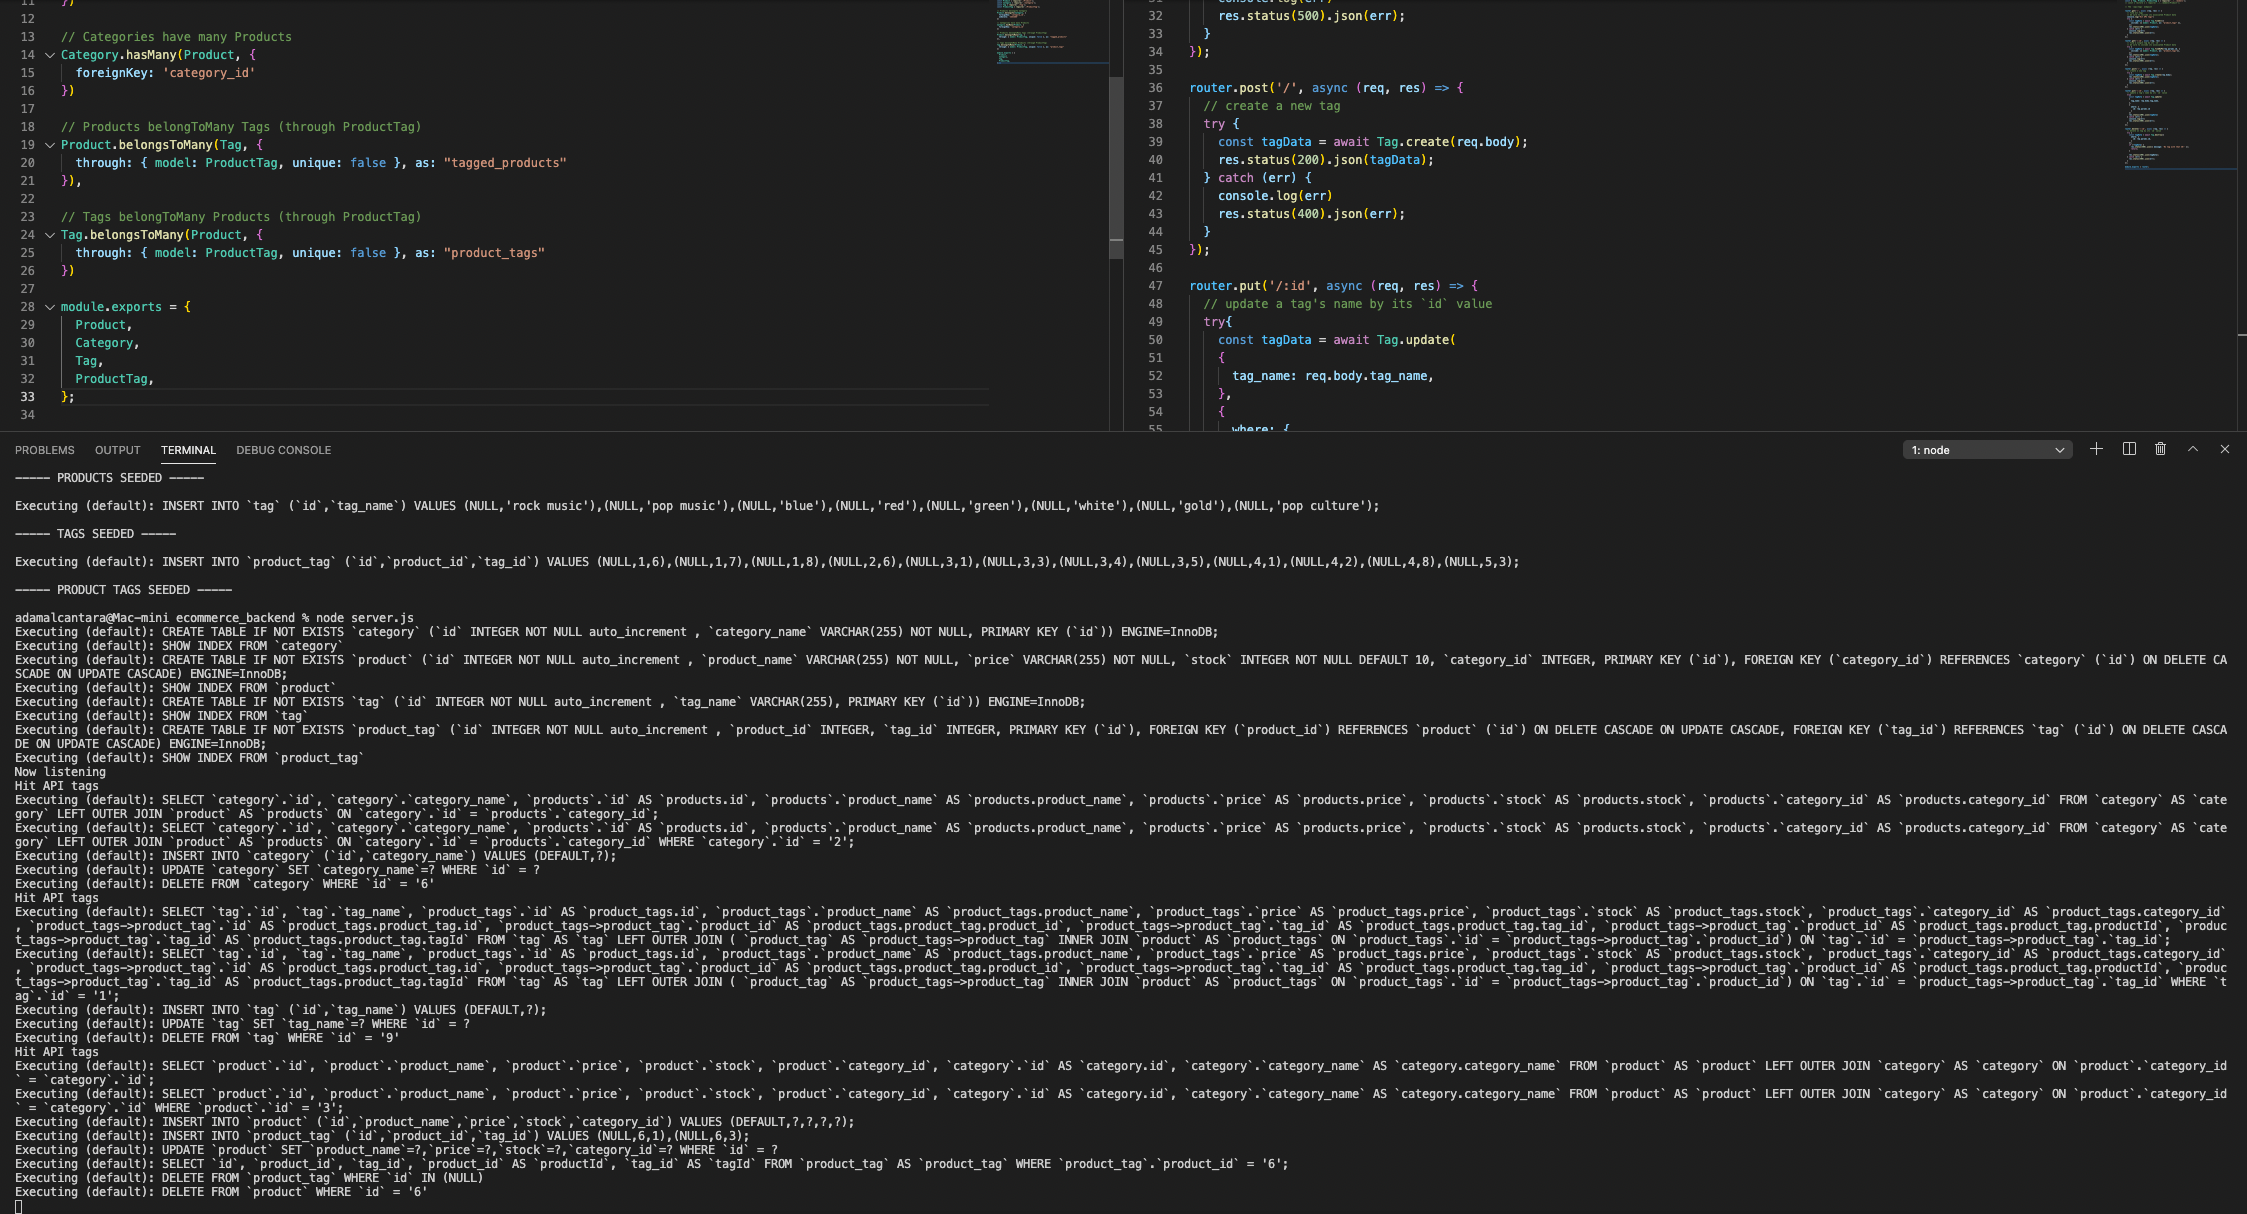 11 })
12
13 // Categories have many Products
14 Category.hasMany(Product, {
15 foreignKey: 'category_id'
16 })
17
18 // Products belongToMany Tags (through ProductTag)
19 Product.belongsToMany(Tag, {
20 through: { model: ProductTag, unique: false }, as: "tagged_products"
21 }),
22
23 // Tags belongToMany Products (through ProductTag)
24 Tag.belongsToMany(Product, {
25 through: { model: ProductTag, unique: false }, as: "product_tags"
26 })
27
28 module.exports = {
29 Product,
30 Category,
31 Tag,
32 ProductTag,
33 };
34
31 console.log(err)
32 res.status(500).json(err);
33 }
34 });
35
36 router.post('/', async (req, res) => {
37 // create a new tag
38 try {
39 const tagData = await Tag.create(req.body);
40 res.status(200).json(tagData);
41 } catch (err) {
42 console.log(err)
43 res.status(400).json(err);
44 }
45 });
46
47 router.put('/:id', async (req, res) => {
48 // update a tag's name by its `id` value
49 try{
50 const tagData = await Tag.update(
51 {
52 tag_name: req.body.tag_name,
53 },
54 {
55 where: {
PROBLEMS OUTPUT TERMINAL DEBUG CONSOLE 1: node
----- PRODUCTS SEEDED -----
Executing (default): INSERT INTO `tag` (`id`,`tag_name`) VALUES (NULL,'rock music'),(NULL,'pop music'),(NULL,'blue'),(NULL,'red'),(NULL,'green'),(NULL,'white'),(NULL,'gold'),(NULL,'pop culture');
----- TAGS SEEDED -----
Executing (default): INSERT INTO `product_tag` (`id`,`product_id`,`tag_id`) VALUES (NULL,1,6),(NULL,1,7),(NULL,1,8),(NULL,2,6),(NULL,3,1),(NULL,3,3),(NULL,3,4),(NULL,3,5),(NULL,4,1),(NULL,4,2),(NULL,4,8),(NULL,5,3);
----- PRODUCT TAGS SEEDED -----
adamalcantara@Mac-mini ecommerce_backend % node server.js
Executing (default): CREATE TABLE IF NOT EXISTS `category` (`id` INTEGER NOT NULL auto_increment , `category_name` VARCHAR(255) NOT NULL, PRIMARY KEY (`id`)) ENGINE=InnoDB;
Executing (default): SHOW INDEX FROM `category`
Executing (default): CREATE TABLE IF NOT EXISTS `product` (`id` INTEGER NOT NULL auto_increment , `product_name` VARCHAR(255) NOT NULL, `price` VARCHAR(255) NOT NULL, `stock` INTEGER NOT NULL DEFAULT 10, `category_id` INTEGER, PRIMARY KEY (`id`), FOREIGN KEY (`category_id`) REFERENCES `category` (`id`) ON DELETE CA
SCADE ON UPDATE CASCADE) ENGINE=InnoDB;
Executing (default): SHOW INDEX FROM `product`
Executing (default): CREATE TABLE IF NOT EXISTS `tag` (`id` INTEGER NOT NULL auto_increment , `tag_name` VARCHAR(255), PRIMARY KEY (`id`)) ENGINE=InnoDB;
Executing (default): SHOW INDEX FROM `tag`
Executing (default): CREATE TABLE IF NOT EXISTS `product_tag` (`id` INTEGER NOT NULL auto_increment , `product_id` INTEGER, `tag_id` INTEGER, PRIMARY KEY (`id`), FOREIGN KEY (`product_id`) REFERENCES `product` (`id`) ON DELETE CASCADE ON UPDATE CASCADE, FOREIGN KEY (`tag_id`) REFERENCES `tag` (`id`) ON DELETE CASCA
DE ON UPDATE CASCADE) ENGINE=InnoDB;
Executing (default): SHOW INDEX FROM `product_tag`
Now listening
Hit API tags
Executing (default): SELECT `category`.`id`, `category`.`category_name`, `products`.`id` AS `products.id`, `products`.`product_name` AS `products.product_name`, `products`.`price` AS `products.price`, `products`.`stock` AS `products.stock`, `products`.`category_id` AS `products.category_id` FROM `category` AS `cate
gory` LEFT OUTER JOIN `product` AS `products` ON `category`.`id` = `products`.`category_id`;
Executing (default): SELECT `category`.`id`, `category`.`category_name`, `products`.`id` AS `products.id`, `products`.`product_name` AS `products.product_name`, `products`.`price` AS `products.price`, `products`.`stock` AS `products.stock`, `products`.`category_id` AS `products.category_id` FROM `category` AS `cate
gory` LEFT OUTER JOIN `product` AS `products` ON `category`.`id` = `products`.`category_id` WHERE `category`.`id` = '2';
Executing (default): INSERT INTO `category` (`id`,`category_name`) VALUES (DEFAULT,?);
Executing (default): UPDATE `category` SET `category_name`=? WHERE `id` = ?
Executing (default): DELETE FROM `category` WHERE `id` = '6'
Hit API tags
Executing (default): SELECT `tag`.`id`, `tag`.`tag_name`, `product_tags`.`id` AS `product_tags.id`, `product_tags`.`product_name` AS `product_tags.product_name`, `product_tags`.`price` AS `product_tags.price`, `product_tags`.`stock` AS `product_tags.stock`, `product_tags`.`category_id` AS `product_tags.category_id`
, `product_tags->product_tag`.`id` AS `product_tags.product_tag.id`, `product_tags->product_tag`.`product_id` AS `product_tags.product_tag.product_id`, `product_tags->product_tag`.`tag_id` AS `product_tags.product_tag.tag_id`, `product_tags->product_tag`.`product_id` AS `product_tags.product_tag.productId`, `produc
t_tags->product_tag`.`tag_id` AS `product_tags.product_tag.tagId` FROM `tag` AS `tag` LEFT OUTER JOIN ( `product_tag` AS `product_tags->product_tag` INNER JOIN `product` AS `product_tags` ON `product_tags`.`id` = `product_tags->product_tag`.`product_id`) ON `tag`.`id` = `product_tags->product_tag`.`tag_id`;
Executing (default): SELECT `tag`.`id`, `tag`.`tag_name`, `product_tags`.`id` AS `product_tags.id`, `product_tags`.`product_name` AS `product_tags.product_name`, `product_tags`.`price` AS `product_tags.price`, `product_tags`.`stock` AS `product_tags.stock`, `product_tags`.`category_id` AS `product_tags.category_id`
, `product_tags->product_tag`.`id` AS `product_tags.product_tag.id`, `product_tags->product_tag`.`product_id` AS `product_tags.product_tag.product_id`, `product_tags->product_tag`.`tag_id` AS `product_tags.product_tag.tag_id`, `product_tags->product_tag`.`product_id` AS `product_tags.product_tag.productId`, `produc
t_tags->product_tag`.`tag_id` AS `product_tags.product_tag.tagId` FROM `tag` AS `tag` LEFT OUTER JOIN ( `product_tag` AS `product_tags->product_tag` INNER JOIN `product` AS `product_tags` ON `product_tags`.`id` = `product_tags->product_tag`.`product_id`) ON `tag`.`id` = `product_tags->product_tag`.`tag_id` WHERE `t
ag`.`id` = '1';
Executing (default): INSERT INTO `tag` (`id`,`tag_name`) VALUES (DEFAULT,?);
Executing (default): UPDATE `tag` SET `tag_name`=? WHERE `id` = ?
Executing (default): DELETE FROM `tag` WHERE `id` = '9'
Hit API tags
Executing (default): SELECT `product`.`id`, `product`.`product_name`, `product`.`price`, `product`.`stock`, `product`.`category_id`, `category`.`id` AS `category.id`, `category`.`category_name` AS `category.category_name` FROM `product` AS `product` LEFT OUTER JOIN `category` AS `category` ON `product`.`category_id
` = `category`.`id`;
Executing (default): SELECT `product`.`id`, `product`.`product_name`, `product`.`price`, `product`.`stock`, `product`.`category_id`, `category`.`id` AS `category.id`, `category`.`category_name` AS `category.category_name` FROM `product` AS `product` LEFT OUTER JOIN `category` AS `category` ON `product`.`category_id
` = `category`.`id` WHERE `product`.`id` = '3';
Executing (default): INSERT INTO `product` (`id`,`product_name`,`price`,`stock`,`category_id`) VALUES (DEFAULT,?,?,?,?);
Executing (default): INSERT INTO `product_tag` (`id`,`product_id`,`tag_id`) VALUES (NULL,6,1),(NULL,6,3);
Executing (default): UPDATE `product` SET `product_name`=?,`price`=?,`stock`=?,`category_id`=? WHERE `id` = ?
Executing (default): SELECT `id`, `product_id`, `tag_id`, `product_id` AS `productId`, `tag_id` AS `tagId` FROM `product_tag` AS `product_tag` WHERE `product_tag`.`product_id` = '6';
Executing (default): DELETE FROM `product_tag` WHERE `id` IN (NULL)
Executing (default): DELETE FROM `product` WHERE `id` = '6'